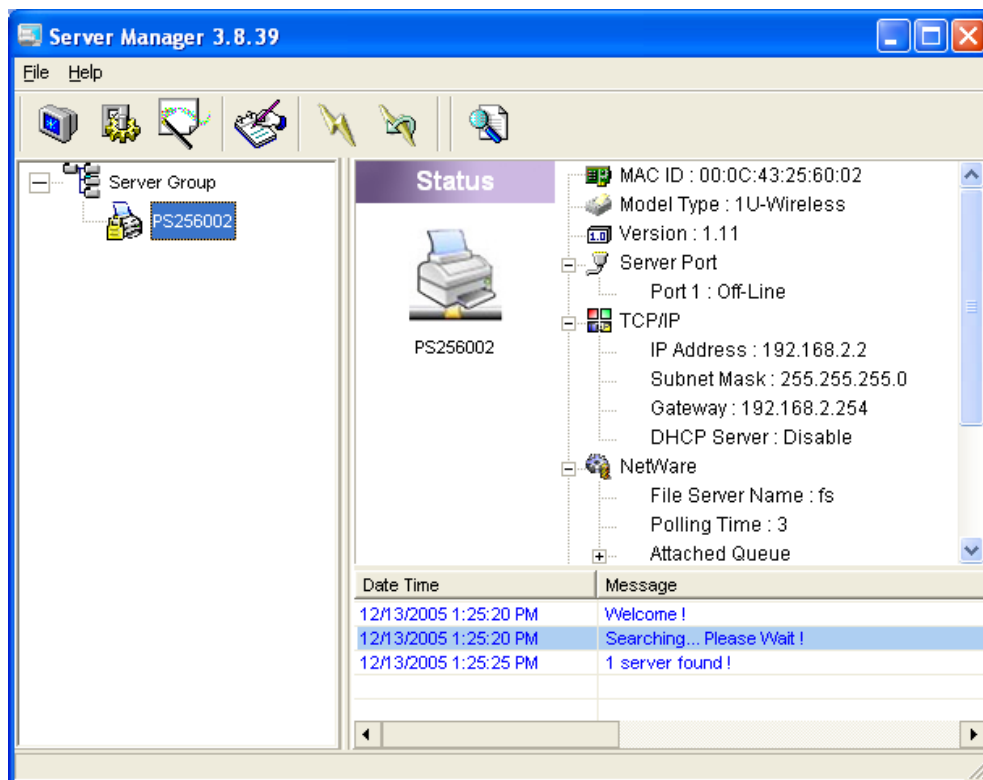 Server Manager 3.8.39
File Help
Server Group
PS256002
Status
PS256002
MAC ID : 00:0C:43:25:60:02
Model Type : 1U-Wireless
1.0 Version : 1.11
Server Port
Port 1 : Off-Line
TCP/IP
IP Address : 192.168.2.2
Subnet Mask : 255.255.255.0
Gateway : 192.168.2.254
DHCP Server : Disable
NetWare
File Server Name : fs
Polling Time : 3
Attached Queue
Date Time Message
12/13/2005 1:25:20 PM Welcome !
12/13/2005 1:25:20 PM Searching... Please Wait !
12/13/2005 1:25:25 PM 1 server found !